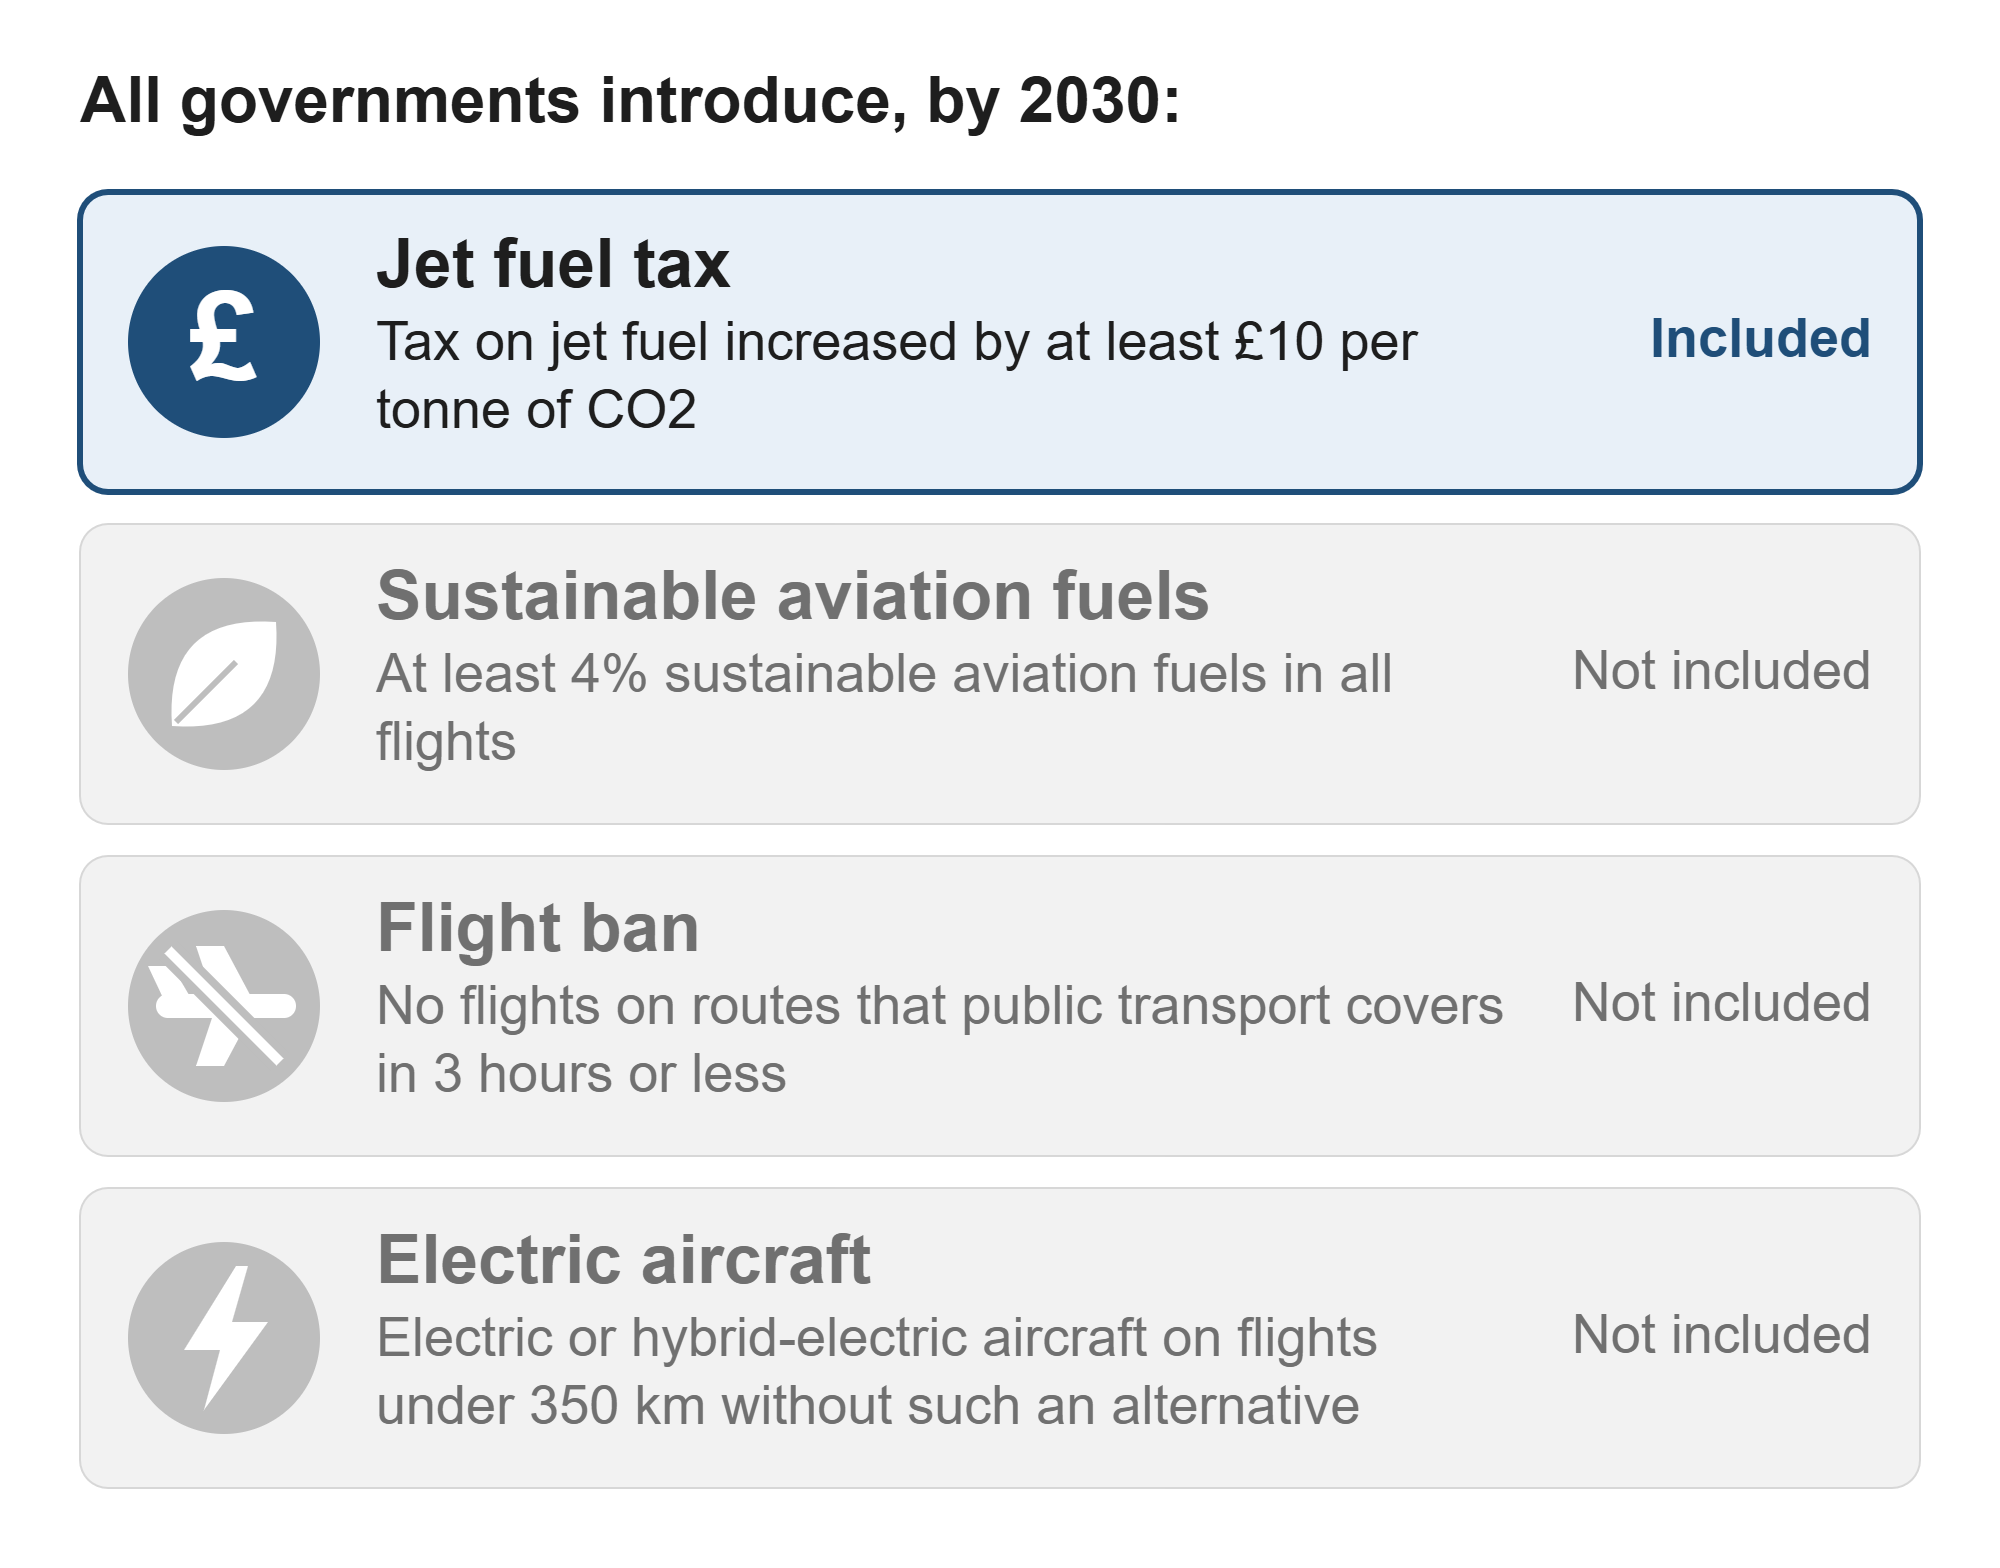 All governments introduce, by 2030:
£
Jet fuel tax
Tax on jet fuel increased by at least £10 per
tonne of CO2
Included
Sustainable aviation fuels
At least 4% sustainable aviation fuels in all
flights
Not included
Flight ban
No flights on routes that public transport covers
in 3 hours or less
Not included
Electric aircraft
Electric or hybrid-electric aircraft on flights
under 350 km without such an alternative
Not included